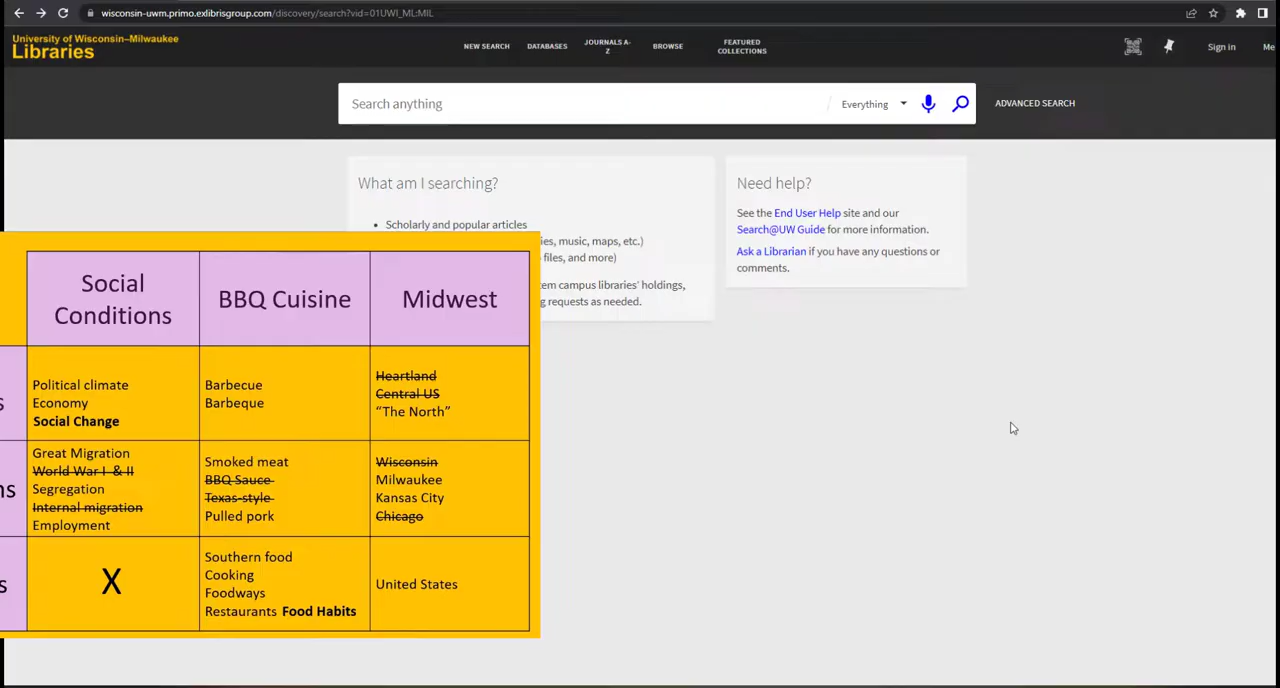 wisconsin-uwm.primo.exlibrisgroup.com/discovery/search?vid=01UWI_ML:MIL
University of Wisconsin–Milwaukee
Libraries
NEW SEARCH
DATABASES
JOURNALS A-
Z
BROWSE
FEATURED
COLLECTIONS
Sign in
Me
Search anything
Everything
ADVANCED SEARCH
What am I searching?
• Scholarly and popular articles
ies, music, maps, etc.)
files, and more)
tem campus libraries' holdings,
g requests as needed.
Need help?
See the End User Help site and our
Search@UW Guide for more information.
Ask a Librarian if you have any questions or
comments.
Social
Conditions
BBQ Cuisine
Midwest
s
Political climate
Economy
Social Change
Barbecue
Barbeque
Heartland
Central US
“The North”
ns
Great Migration
World War I & II
Segregation
Internal migration
Employment
Smoked meat
BBQ Sauce
Texas-style
Pulled pork
Wisconsin
Milwaukee
Kansas City
Chicago
s
X
Southern food
Cooking
Foodways
Restaurants Food Habits
United States